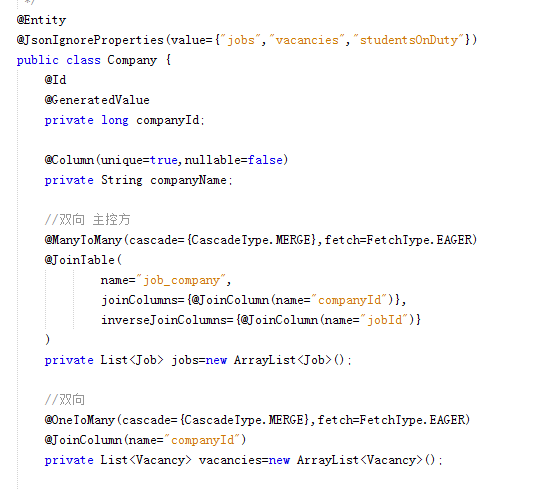 */
@Entity
@JsonIgnoreProperties(value={"jobs","vacancies","studentsOnDuty"})
public class Company {
@Id
@GeneratedValue
private long companyId;
@Column(unique=true,nullable=false)
private String companyName;
//双向 主控方
@ManyToMany(cascade={CascadeType.MERGE},fetch=FetchType.EAGER)
@JoinTable(
name="job_company",
joinColumns={@JoinColumn(name="companyId")},
inverseJoinColumns={@JoinColumn(name="jobId")}
)
private List<Job> jobs=new ArrayList<Job>();
//双向
@OneToMany(cascade={CascadeType.MERGE},fetch=FetchType.EAGER)
@JoinColumn(name="companyId")
private List<Vacancy> vacancies=new ArrayList<Vacancy>();